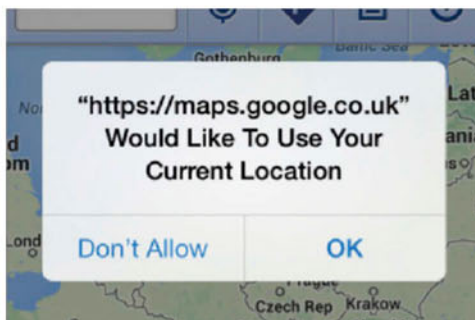 Gothenburg
Baltic Sea
"https://maps.google.co.uk"
Would Like To Use Your
Current Location
Don't Allow
OK
Prague
Czech Rep
Krakow